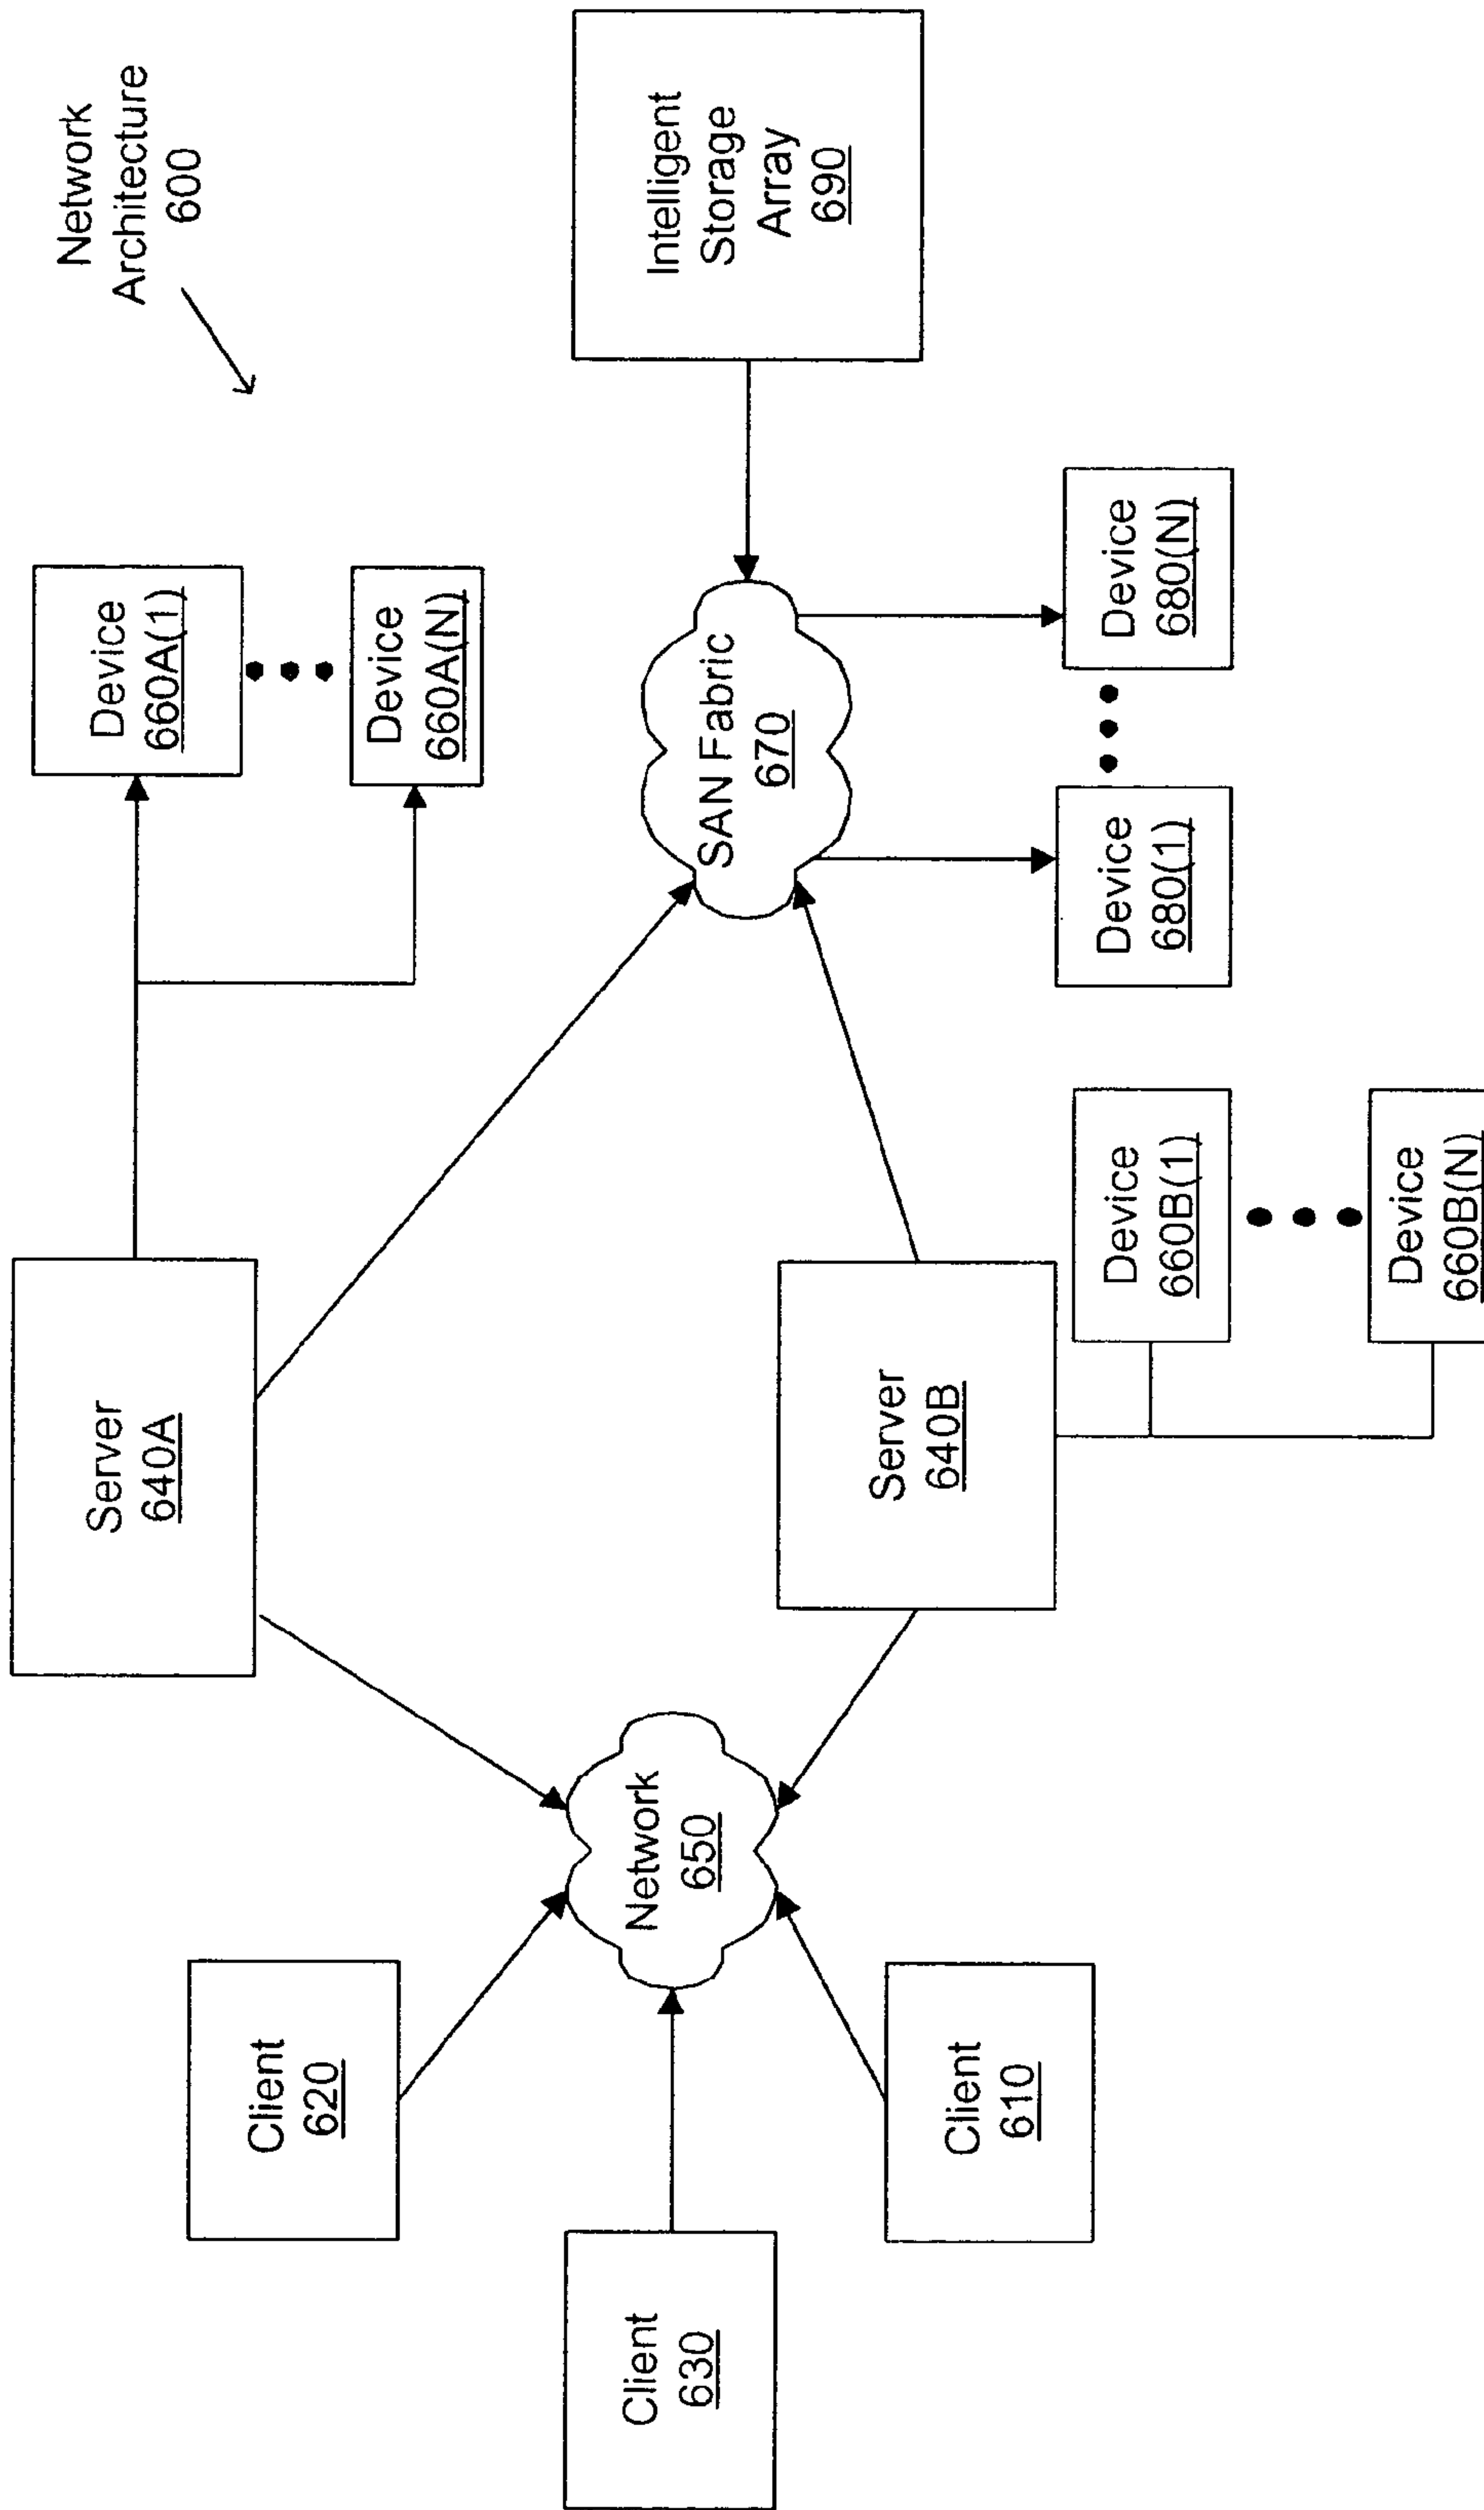 Network
Architecture
600
Device
660A(1)
Device
660A(N)
Intelligent
Storage
Array
690
Server
640A
SAN Fabric
670
Client
620
Network
650
Client
630
Server
640B
Device
680(1)
Device
680(N)
Client
610
Device
660B(1)
Device
660B(N)